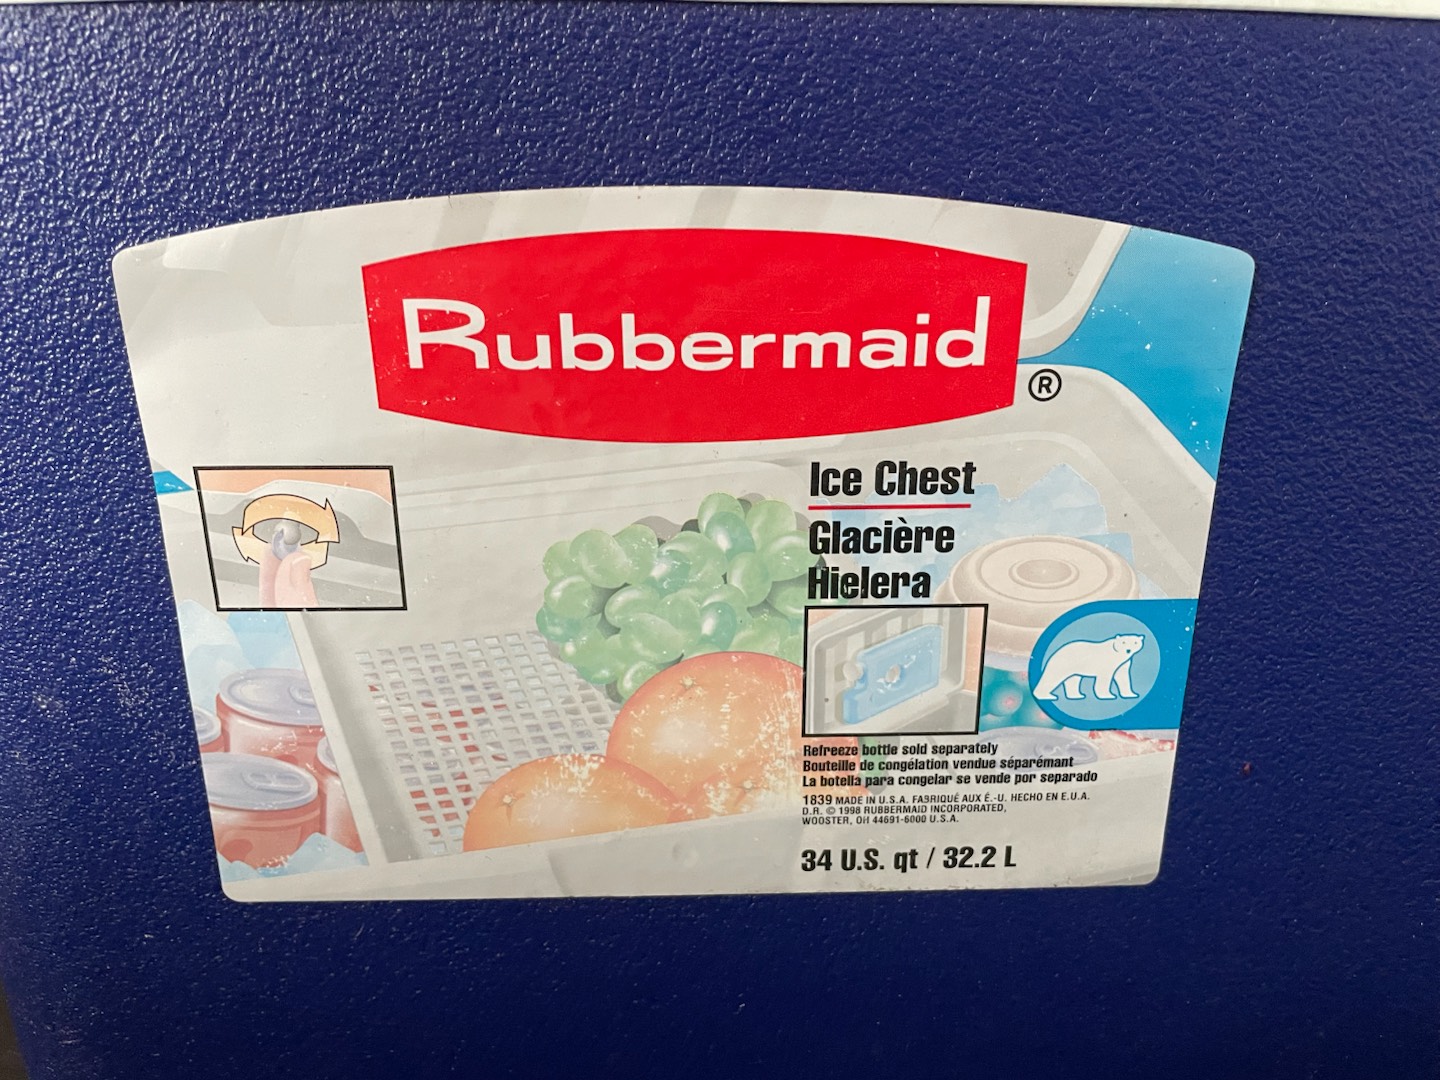 Rubbermaid
®
Ice Chest
Glacière
Hielera
Refreeze bottle sold separately
Bouteille de congélation vendue séparémant
La botella para congelar se vende por separado
1839 MADE IN U.S.A. FABRIQUÉ AUX É.-U. HECHO EN E.U.A.
D.R. © 1998 RUBBERMAID INCORPORATED,
WOOSTER, OH 44691-6000 U.S.A.
34 U.S. qt / 32.2 L